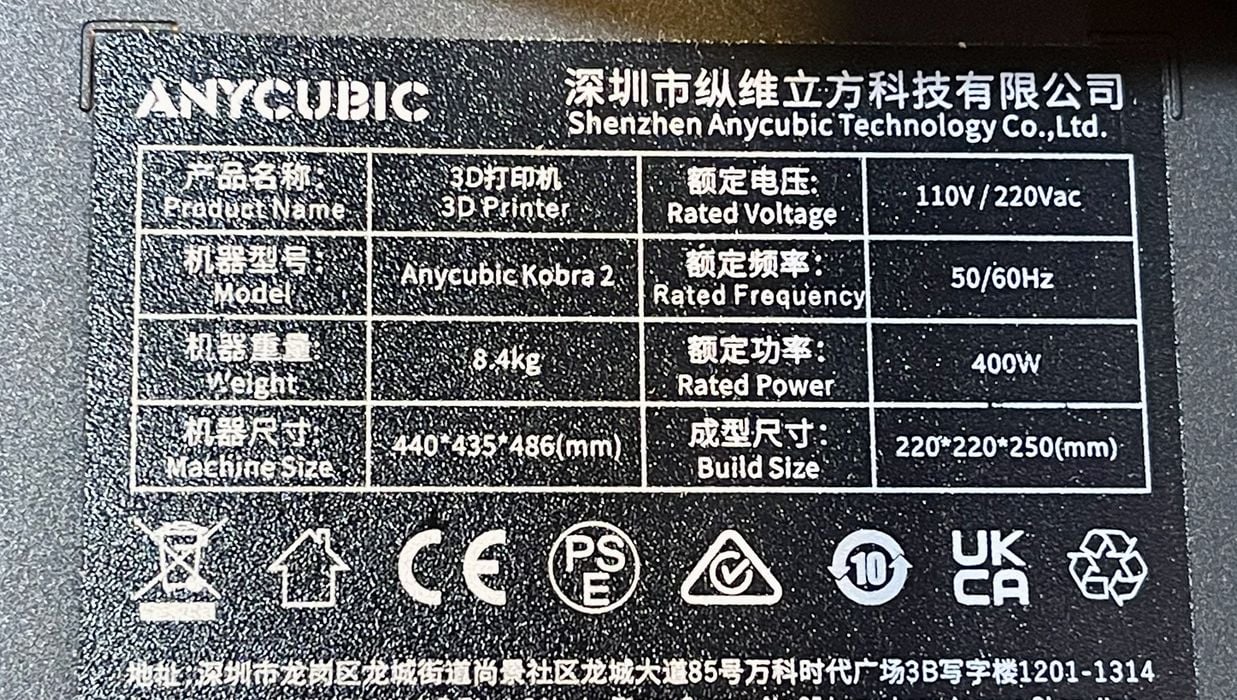 ANYCUBIC
深圳市纵维立方科技有限公司
Shenzhen Anycubic Technology Co.,Ltd.
产品名称:
Product Name
3D打印机
3D Printer
额定电压:
Rated Voltage
110V / 220Vac
机器型号:
Model
Anycubic Kobra 2
额定频率:
Rated Frequency
50/60Hz
机器重量
Weight
8.4kg
额定功率:
Rated Power
400W
机器尺寸:
Machine Size
440*435*486(mm)
成型尺寸:
Build Size
220*220*250(mm)
CE
PS
E
10
UK
CA
地址: 深圳市龙岗区龙城街道尚景社区龙城大道85号万科时代广场3B写字楼1201-1314